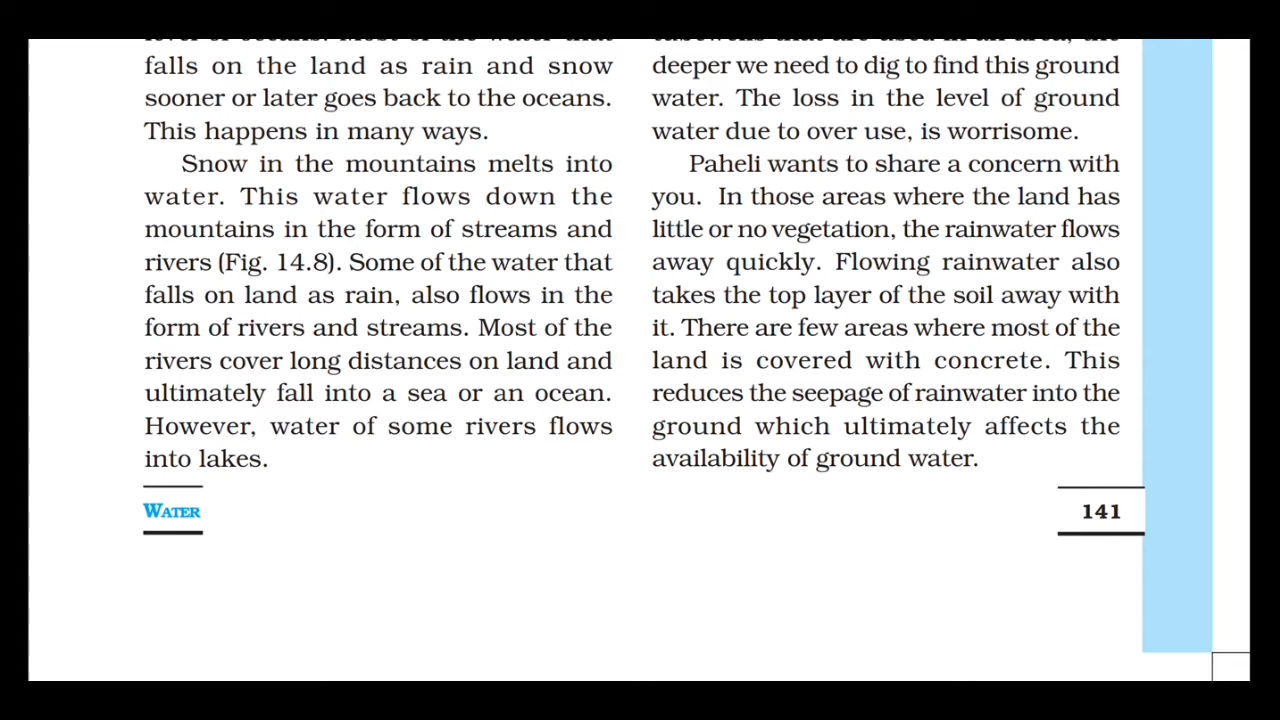 falls on the land as rain and snow
sooner or later goes back to the oceans.
This happens in many ways.
Snow in the mountains melts into
water. This water flows down the
mountains in the form of streams and
rivers (Fig. 14.8). Some of the water that
falls on land as rain, also flows in the
form of rivers and streams. Most of the
rivers cover long distances on land and
ultimately fall into a sea or an ocean.
However, water of some rivers flows
into lakes.
deeper we need to dig to find this ground
water. The loss in the level of ground
water due to over use, is worrisome.
Paheli wants to share a concern with
you. In those areas where the land has
little or no vegetation, the rainwater flows
away quickly. Flowing rainwater also
takes the top layer of the soil away with
it. There are few areas where most of the
land is covered with concrete. This
reduces the seepage of rainwater into the
ground which ultimately affects the
availability of ground water.
WATER
141